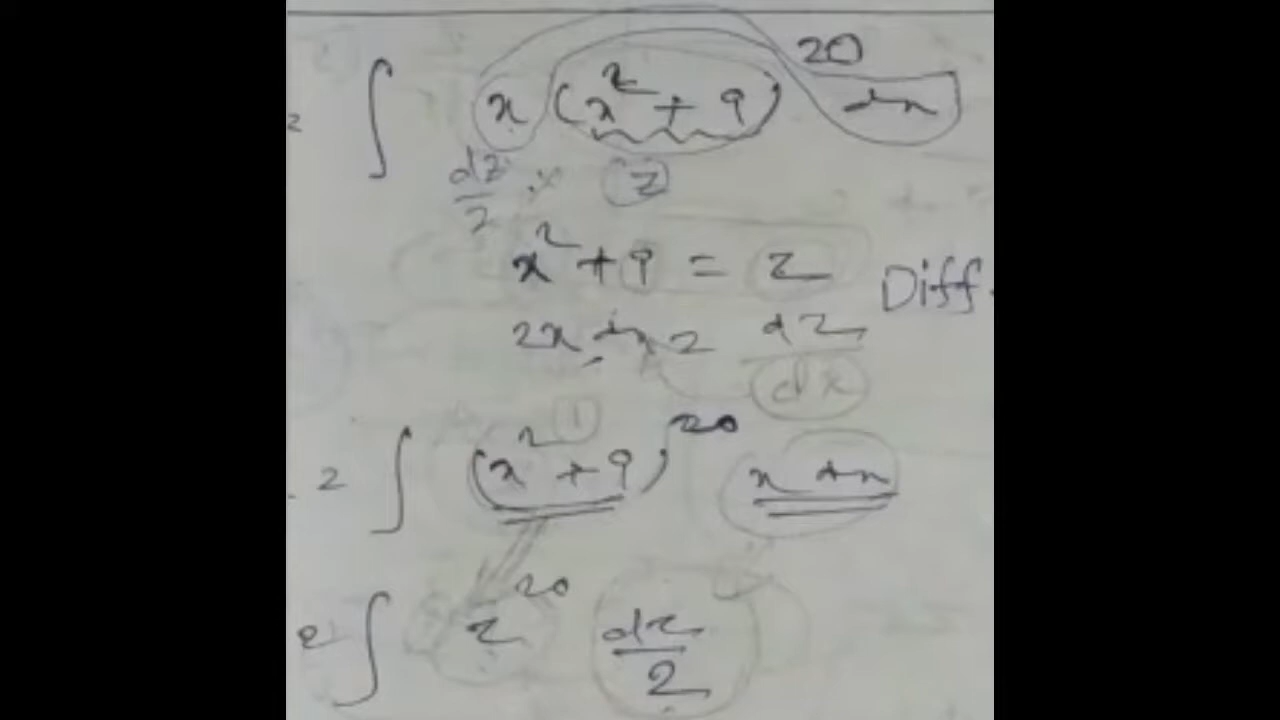 = ∫ x (x² + 9)²⁰ dx
dz/2 · x z
x² + 9 = z Diff.
2x dx = dz/dx
= ∫ (x² + 9)²⁰ x dx
= ∫ z²⁰ dz/2